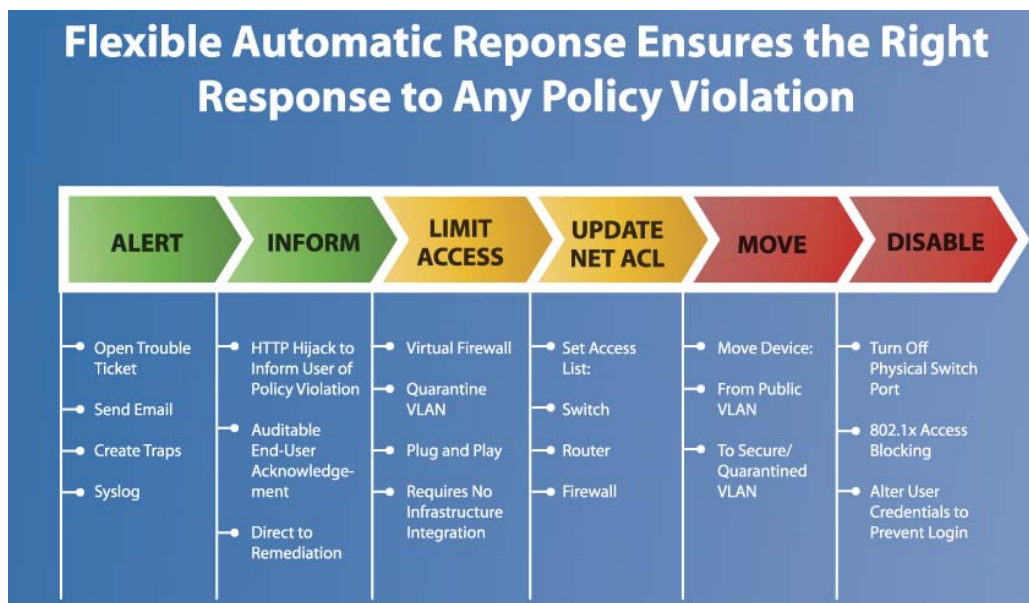 Flexible Automatic Reponse Ensures the Right
Response to Any Policy Violation
ALERT
INFORM
LIMIT
ACCESS
UPDATE
NET ACL
MOVE
DISABLE
Open Trouble
Ticket
Send Email
Create Traps
Syslog
HTTP Hijack to
Inform User of
Policy Violation
Auditable
End-User
Acknowledge-
ment
Direct to
Remediation
Virtual Firewall
Quarantine
VLAN
Plug and Play
Requires No
Infrastructure
Integration
Set Access
List:
Switch
Router
Firewall
Move Device:
From Public
VLAN
To Secure/
Quarantined
VLAN
Turn Off
Physical Switch
Port
802.1x Access
Blocking
Alter User
Credentials to
Prevent Login